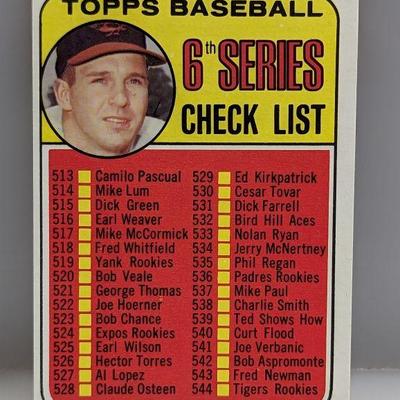 TOPPS BASEBALL
6th SERIES
CHECK LIST
513 Camilo Pascual
514 Mike Lum
515 Dick Green
516 Earl Weaver
517 Mike McCormick
518 Fred Whitfield
519 Yank Rookies
520 Bob Veale
521 George Thomas
522 Joe Hoerner
523 Bob Chance
524 Expos Rookies
525 Earl Wilson
526 Hector Torres
527 Al Lopez
528 Claude Osteen
529 Ed Kirkpatrick
530 Cesar Tovar
531 Dick Farrell
532 Bird Hill Aces
533 Nolan Ryan
534 Jerry McNertney
535 Phil Regan
536 Padres Rookies
537 Mike Paul
538 Charlie Smith
539 Ted Shows How
540 Curt Flood
541 Joe Verbanic
542 Bob Aspromonte
543 Fred Newman
544 Tigers Rookies